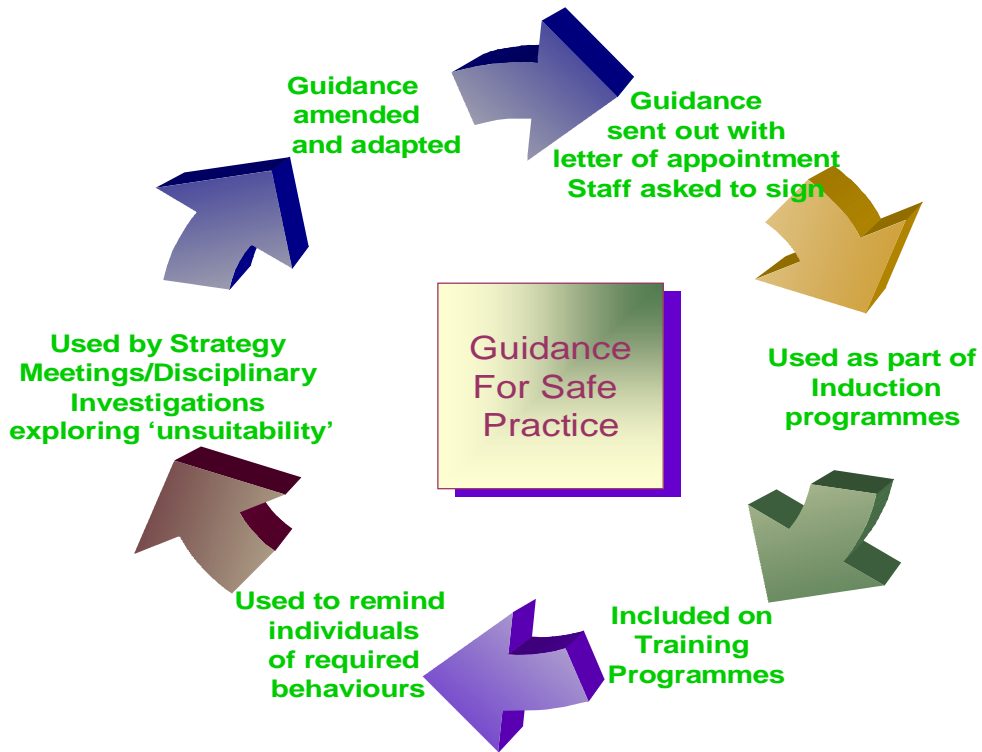 Guidance
amended
and adapted
Guidance
sent out with
letter of appointment
Staff asked to sign
Used as part of
Induction
programmes
Included on
Training
Programmes
Used to remind
individuals
of required
behaviours
Used by Strategy
Meetings/Disciplinary
Investigations
exploring ‘unsuitability’
Guidance
For Safe
Practice